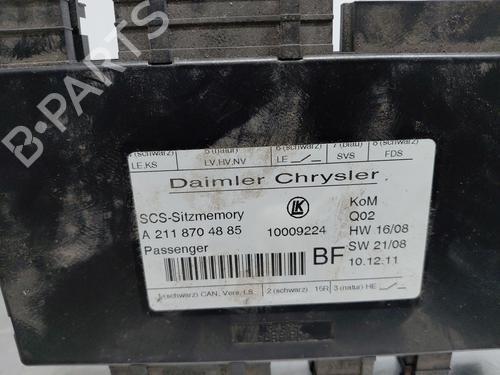 B-PARTS
4 (schwarz) 5 (natur) 6 (schwarz) 7 (blau) 8 (schwarz)
LE,KS LV,HV,NV LE SVS FDS
Daimler Chrysler
SCS-Sitzmemory LK KoM
A 211 870 48 85 10009224 Q02
Passenger HW 16/08
BF SW 21/08
10.12.11
1 (schwarz) CAN, Vers, LS 2 (schwarz) 15R 3 (natur) HE